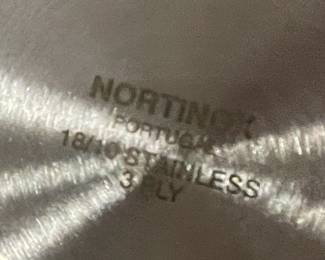 NORTINOX
PORTUGAL
18/10 STAINLESS
3 PLY